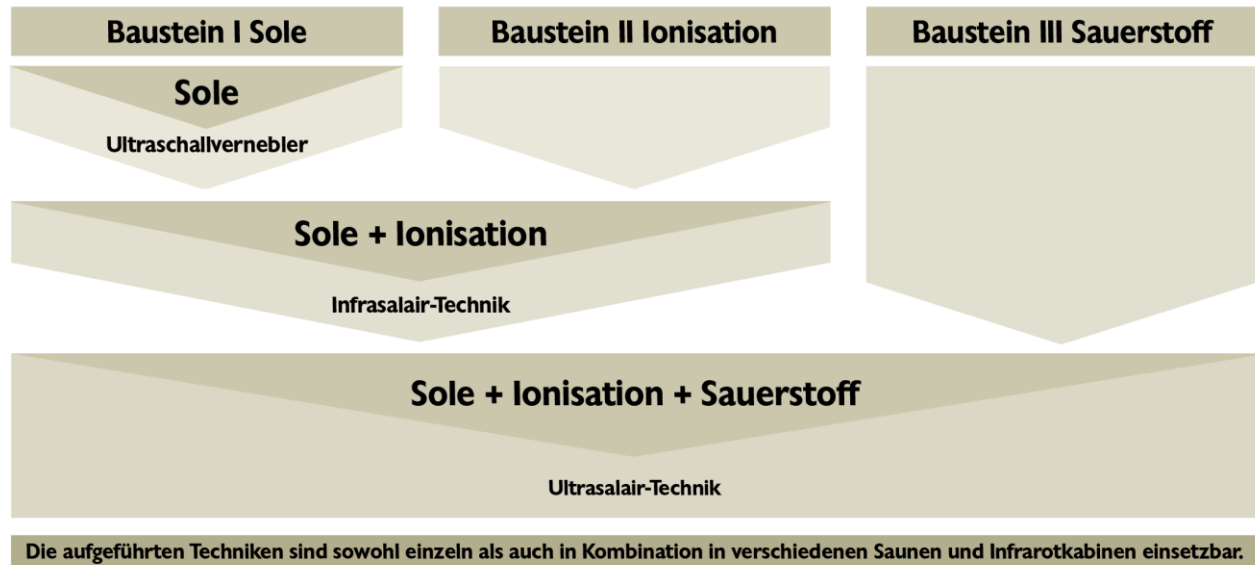 Baustein I Sole
Baustein II Ionisation
Baustein III Sauerstoff
Sole
Ultraschallvernebler
Sole + Ionisation
Infrasalair-Technik
Sole + Ionisation + Sauerstoff
Ultrasalair-Technik
Die aufgeführten Techniken sind sowohl einzeln als auch in Kombination in verschiedenen Saunen und Infrarotkabinen einsetzbar.